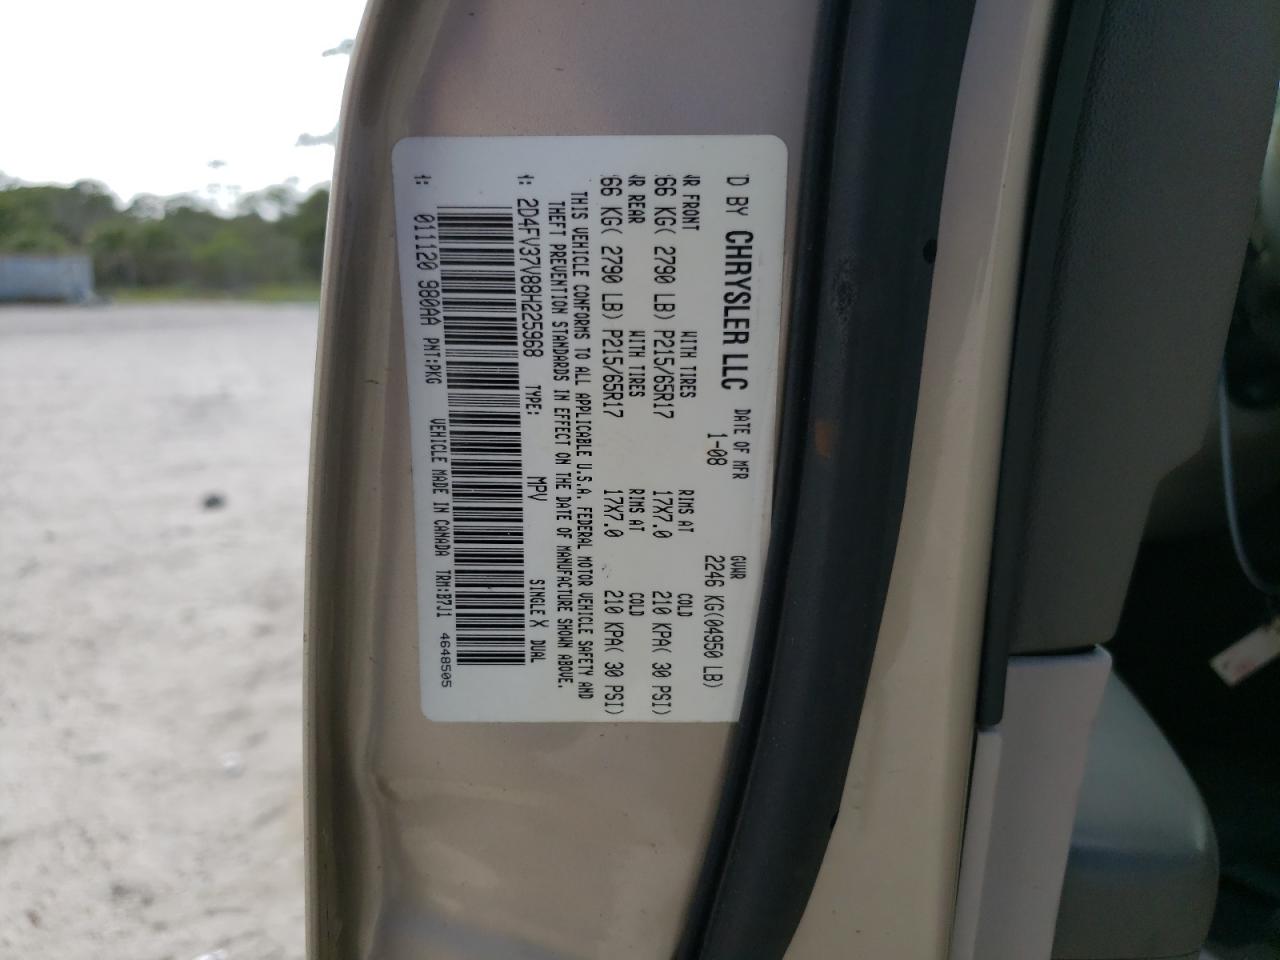 'D BY CHRYSLER LLC DATE OF MFR GVWR
1-08 2246 KG(04950 LB)
WR FRONT WITH TIRES RIMS AT COLD
66 KG( 2790 LB) P215/65R17 17X7.0 210 KPA( 30 PSI)
WR REAR WITH TIRES RIMS AT COLD
66 KG( 2790 LB) P215/65R17 17X7.0 210 KPA( 30 PSI)
THIS VEHICLE CONFORMS TO ALL APPLICABLE U.S.A. FEDERAL MOTOR VEHICLE SAFETY AND
THEFT PREVENTION STANDARDS IN EFFECT ON THE DATE OF MANUFACTURE SHOWN ABOVE.
: 2D4FV37V88H225968 TYPE: MPV SINGLE X DUAL
: 011120 980AA PNT:PKG VEHICLE MADE IN CANADA TRM:B7J1 4648505